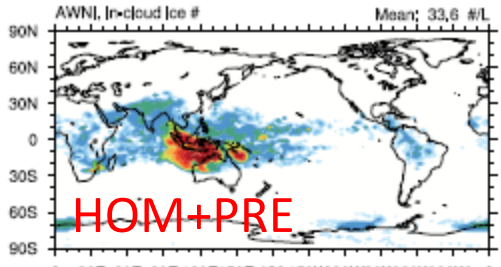 AWNI, In-cloud Ice # Mean: 33.6 #/L
90N
60N
30N
0
30S
60S
90S
HOM+PRE